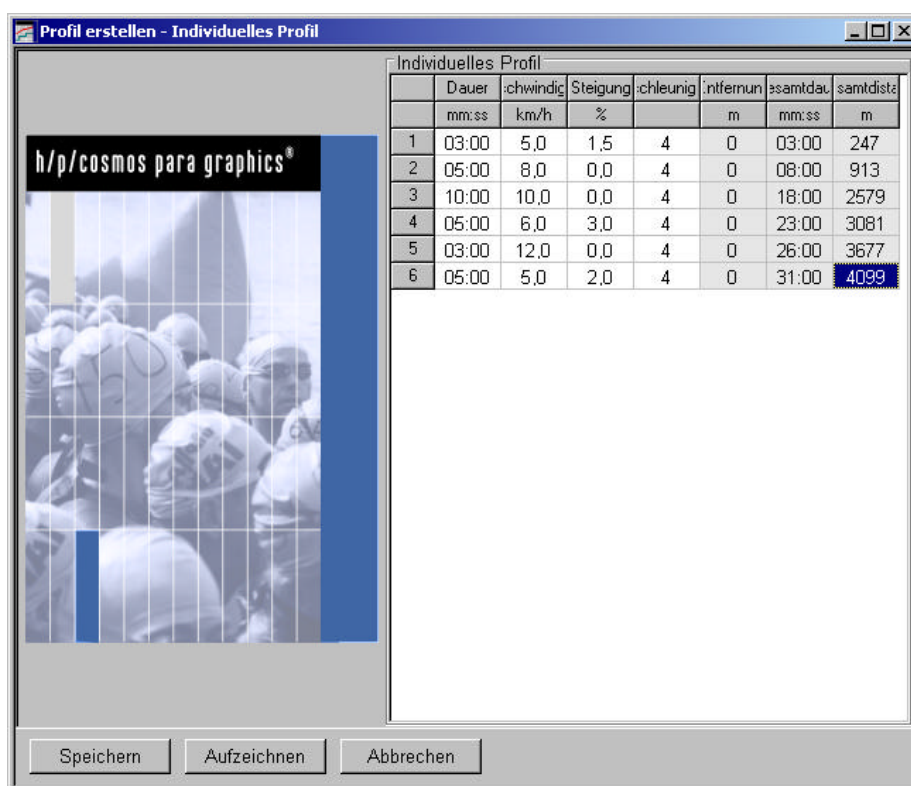 Profil erstellen - Individuelles Profil
Individuelles Profil
Dauer chwindig Steigung chleunig ntfernun esamtdau samtdista
mm:ss km/h % m mm:ss m
1 03:00 5,0 1,5 4 0 03:00 247
2 05:00 8,0 0,0 4 0 08:00 913
3 10:00 10,0 0,0 4 0 18:00 2579
4 05:00 6,0 3,0 4 0 23:00 3081
5 03:00 12,0 0,0 4 0 26:00 3677
6 05:00 5,0 2,0 4 0 31:00 4099
h/p/cosmos para graphics®
Speichern Aufzeichnen Abbrechen